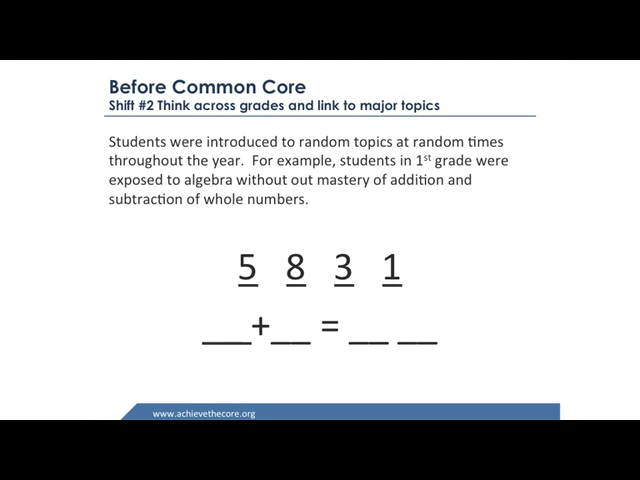 Before Common Core
Shift #2 Think across grades and link to major topics
Students were introduced to random topics at random times
throughout the year. For example, students in 1st grade were
exposed to algebra without out mastery of addition and
subtraction of whole numbers.
5 8 3 1
___+__ = __ __
www.achievethecore.org